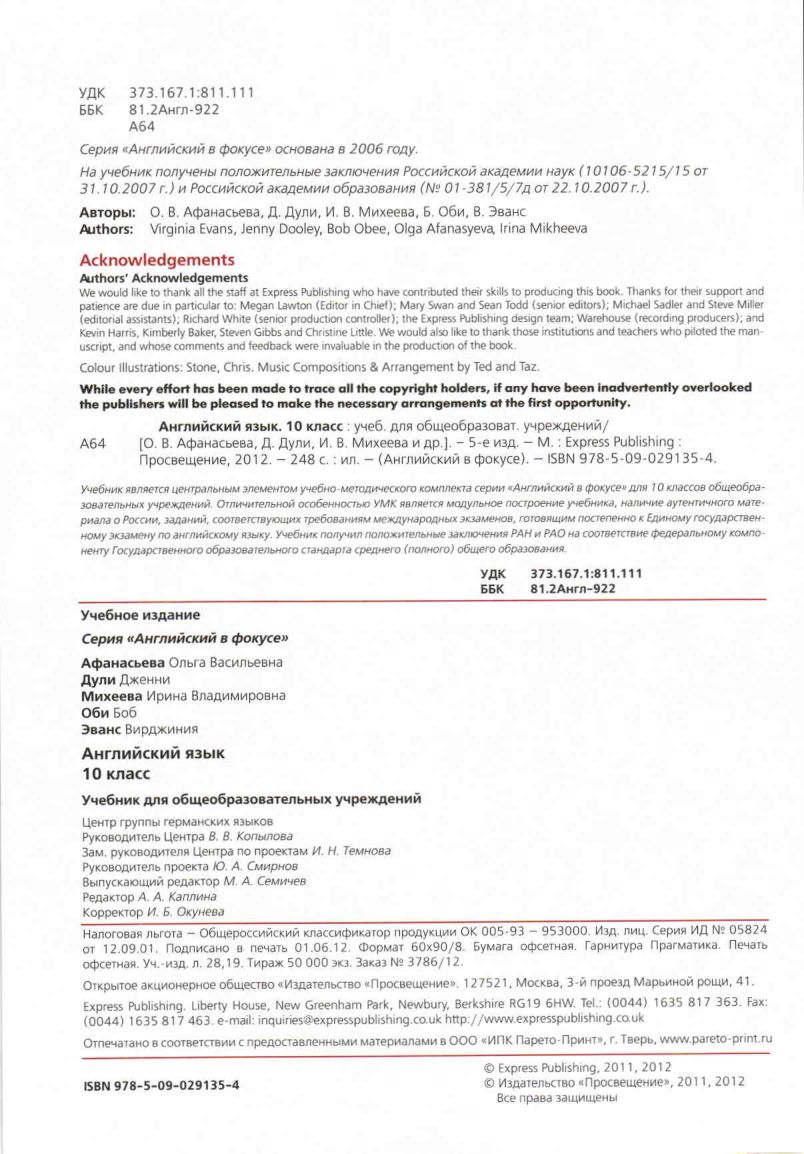 УДК 373.167.1:811.111
ББК 81.2Англ-922
А64
Серия «Английский в фокусе» основана в 2006 году.
На учебник получены положительные заключения Российской академии наук (10106-5215/15 от
31.10.2007 г.) и Российской академии образования (№ 01-381/5/7д от 22.10.2007 г.).
Авторы: О. В. Афанасьева, Д. Дули, И. В. Михеева, Б. Оби, В. Эванс
Authors: Virginia Evans, Jenny Dooley, Bob Obee, Olga Afanasyeva, Irina Mikheeva
Acknowledgements
Authors' Acknowledgements
We would like to thank all the staff at Express Publishing who have contributed their skills to producing this book. Thanks for their support and
patience are due in particular to: Megan Lawton (Editor in Chief); Mary Swan and Sean Todd (senior editors); Michael Sadler and Steve Miller
(editorial assistants); Richard White (senior production controller); the Express Publishing design team; Warehouse (recording producers); and
Kevin Harris, Kimberly Baker, Steven Gibbs and Christine Little. We would also like to thank those institutions and teachers who piloted the man-
uscript, and whose comments and feedback were invaluable in the production of the book.
Colour Illustrations: Stone, Chris. Music Compositions & Arrangement by Ted and Taz.
While every effort has been made to trace all the copyright holders, if any have been inadvertently overlooked
the publishers will be pleased to make the necessary arrangements at the first opportunity.
Английский язык. 10 класс : учеб. для общеобразоват. учреждений/
А64 [О. В. Афанасьева, Д. Дули, И. В. Михеева и др.]. – 5-е изд. – М. : Express Publishing :
Просвещение, 2012. – 248 с. : ил. – (Английский в фокусе). – ISBN 978-5-09-029135-4.
Учебник является центральным элементом учебно-методического комплекта серии «Английский в фокусе» для 10 классов общеобра-
зовательных учреждений. Отличительной особенностью УМК является модульное построение учебника, наличие аутентичного мате-
риала о России, заданий, соответствующих требованиям международных экзаменов, готовящим постепенно к Единому государствен-
ному экзамену по английскому языку. Учебник получил положительные заключения РАН и РАО на соответствие федеральному компо-
ненту Государственного образовательного стандарта среднего (полного) общего образования.
УДК 373.167.1:811.111
ББК 81.2Англ-922
Учебное издание
Серия «Английский в фокусе»
Афанасьева Ольга Васильевна
Дули Дженни
Михеева Ирина Владимировна
Оби Боб
Эванс Вирджиния
Английский язык
10 класс
Учебник для общеобразовательных учреждений
Центр группы германских языков
Руководитель Центра В. В. Копылова
Зам. руководителя Центра по проектам И. Н. Темнова
Руководитель проекта Ю. А. Смирнов
Выпускающий редактор М. А. Семичев
Редактор А. А. Каплина
Корректор И. Б. Окунева
Налоговая льгота – Общероссийский классификатор продукции ОК 005-93 – 953000. Изд. лиц. Серия ИД № 05824
от 12.09.01. Подписано в печать 01.06.12. Формат 60x90/8. Бумага офсетная. Гарнитура Прагматика. Печать
офсетная. Уч.-изд. л. 28,19. Тираж 50 000 экз. Заказ № 3786/12.
Открытое акционерное общество «Издательство «Просвещение». 127521, Москва, 3-й проезд Марьиной рощи, 41.
Express Publishing. Liberty House, New Greenham Park, Newbury, Berkshire RG19 6HW. Tel.: (0044) 1635 817 363. Fax:
(0044) 1635 817 463. e-mail: inquiries@expresspublishing.co.uk http://www.expresspublishing.co.uk
Отпечатано в соответствии с предоставленными материалами в ООО «ИПК Парето-Принт», г. Тверь, www.pareto-print.ru
ISBN 978-5-09-029135-4
© Express Publishing, 2011, 2012
© Издательство «Просвещение», 2011, 2012
Все права защищены